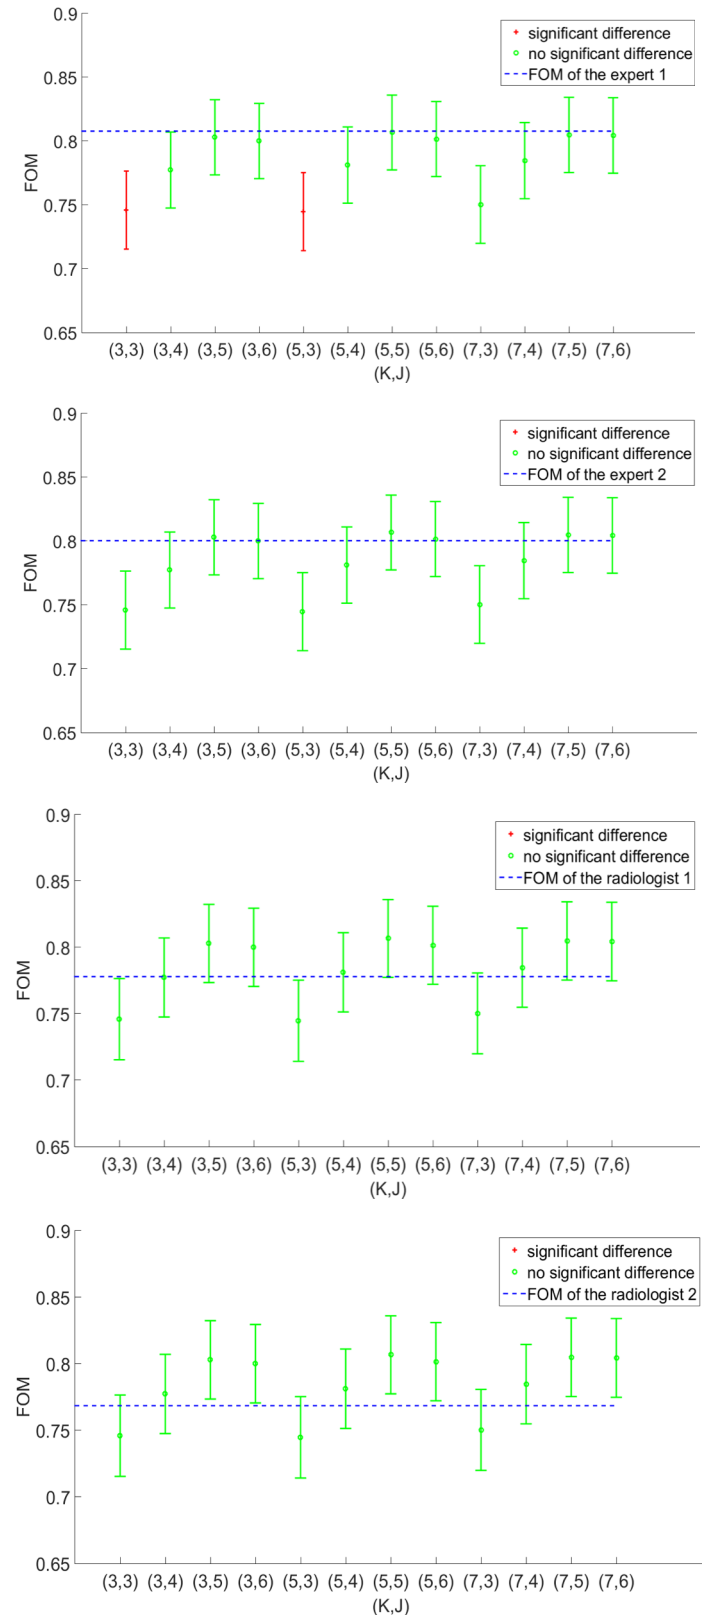 0.9
significant difference
no significant difference
FOM of the expert 1
0.85
0.8
0.75
0.7
0.65
FOM
(3,3) (3,4) (3,5) (3,6) (5,3) (5,4) (5,5) (5,6) (7,3) (7,4) (7,5) (7,6)
(K,J)
0.9
significant difference
no significant difference
FOM of the expert 2
0.85
0.8
0.75
0.7
0.65
FOM
(3,3) (3,4) (3,5) (3,6) (5,3) (5,4) (5,5) (5,6) (7,3) (7,4) (7,5) (7,6)
(K,J)
0.9
significant difference
no significant difference
FOM of the radiologist 1
0.85
0.8
0.75
0.7
0.65
FOM
(3,3) (3,4) (3,5) (3,6) (5,3) (5,4) (5,5) (5,6) (7,3) (7,4) (7,5) (7,6)
(K,J)
0.9
significant difference
no significant difference
FOM of the radiologist 2
0.85
0.8
0.75
0.7
0.65
FOM
(3,3) (3,4) (3,5) (3,6) (5,3) (5,4) (5,5) (5,6) (7,3) (7,4) (7,5) (7,6)
(K,J)